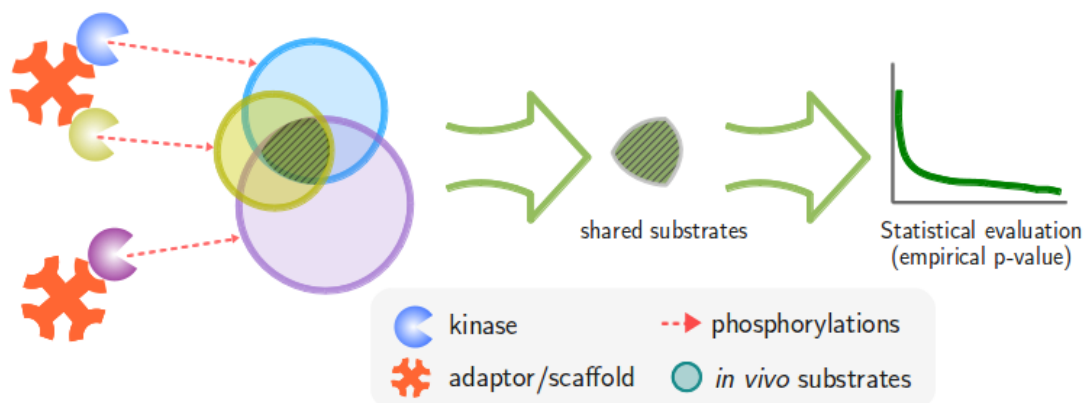 shared substrates
Statistical evaluation
(empirical p-value)
kinase
phosphorylations
adaptor/scaffold
in vivo substrates